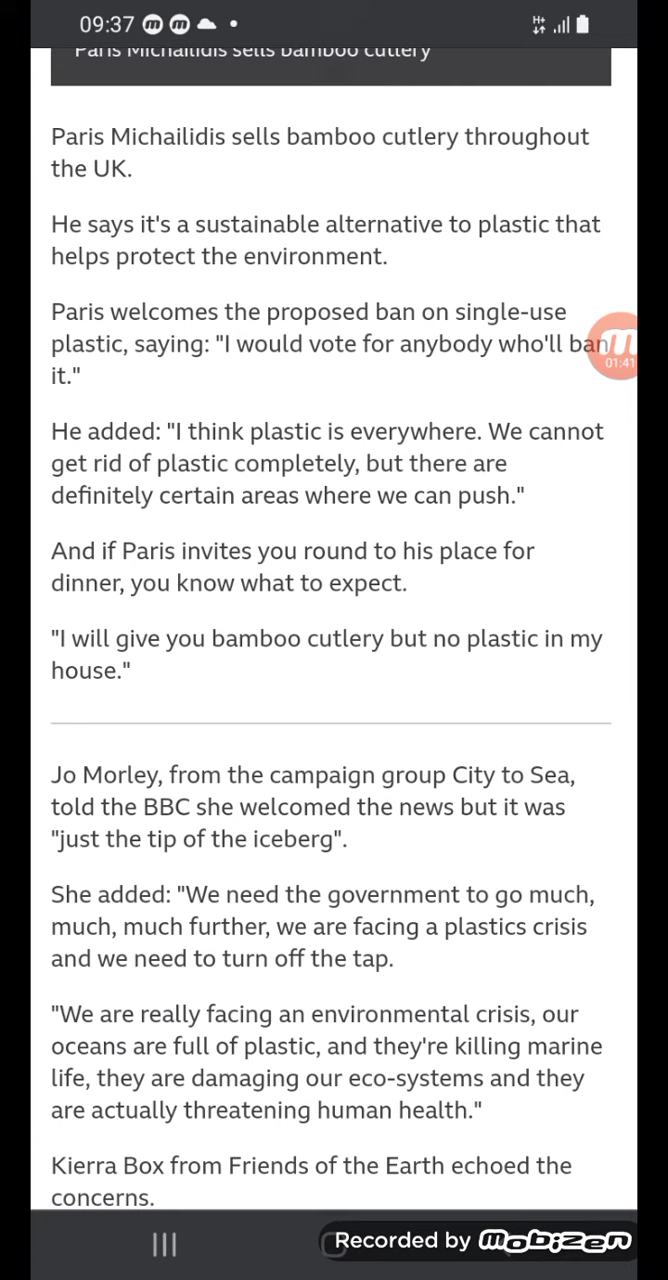 09:37
H+
Paris Michailidis sells bamboo cutlery
Paris Michailidis sells bamboo cutlery throughout
the UK.
He says it's a sustainable alternative to plastic that
helps protect the environment.
Paris welcomes the proposed ban on single-use
plastic, saying: "I would vote for anybody who'll ban
it."
01:41
He added: "I think plastic is everywhere. We cannot
get rid of plastic completely, but there are
definitely certain areas where we can push."
And if Paris invites you round to his place for
dinner, you know what to expect.
"I will give you bamboo cutlery but no plastic in my
house."
Jo Morley, from the campaign group City to Sea,
told the BBC she welcomed the news but it was
"just the tip of the iceberg".
She added: "We need the government to go much,
much, much further, we are facing a plastics crisis
and we need to turn off the tap.
"We are really facing an environmental crisis, our
oceans are full of plastic, and they're killing marine
life, they are damaging our eco-systems and they
are actually threatening human health."
Kierra Box from Friends of the Earth echoed the
concerns.
Recorded by mobizen